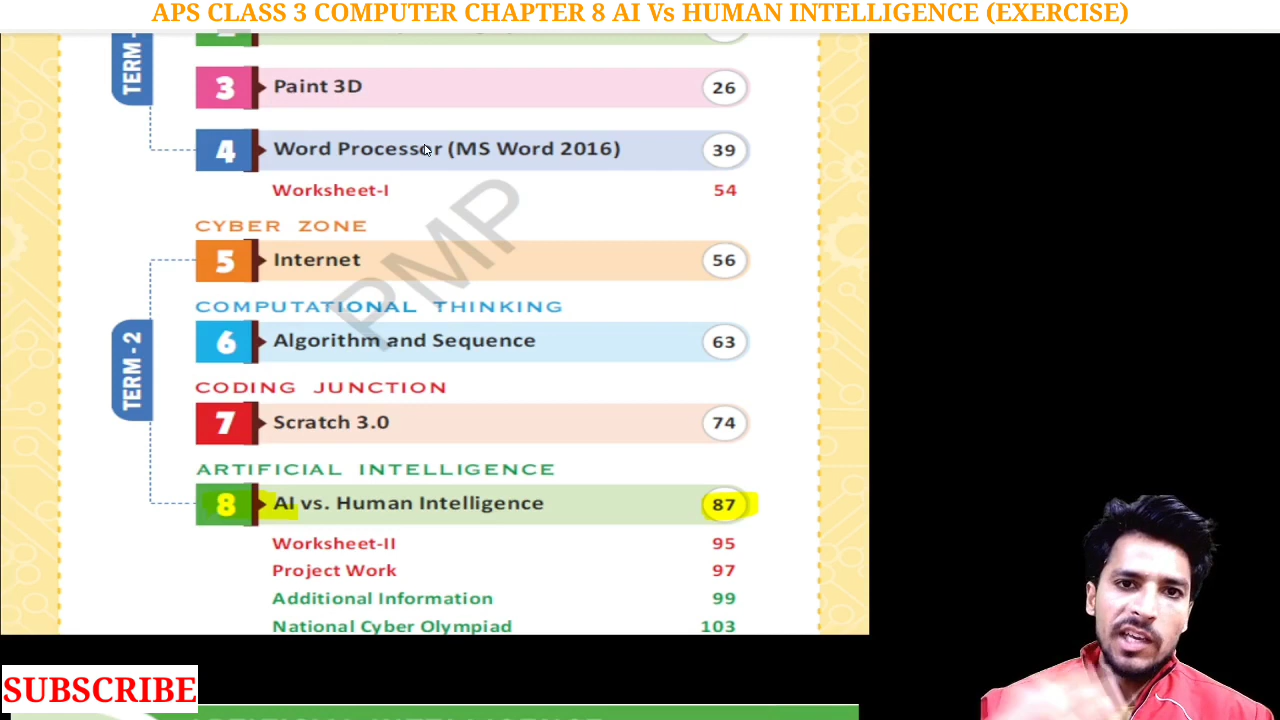 APS CLASS 3 COMPUTER CHAPTER 8 AI Vs HUMAN INTELLIGENCE (EXERCISE)
TERM-
3 Paint 3D 26
4 Word Processor (MS Word 2016) 39
Worksheet-I 54
CYBER ZONE
5 Internet 56
COMPUTATIONAL THINKING
6 Algorithm and Sequence 63
TERM-2
CODING JUNCTION
7 Scratch 3.0 74
ARTIFICIAL INTELLIGENCE
8 AI vs. Human Intelligence 87
Worksheet-II 95
Project Work 97
Additional Information 99
National Cyber Olympiad 103
PMP
SUBSCRIBE